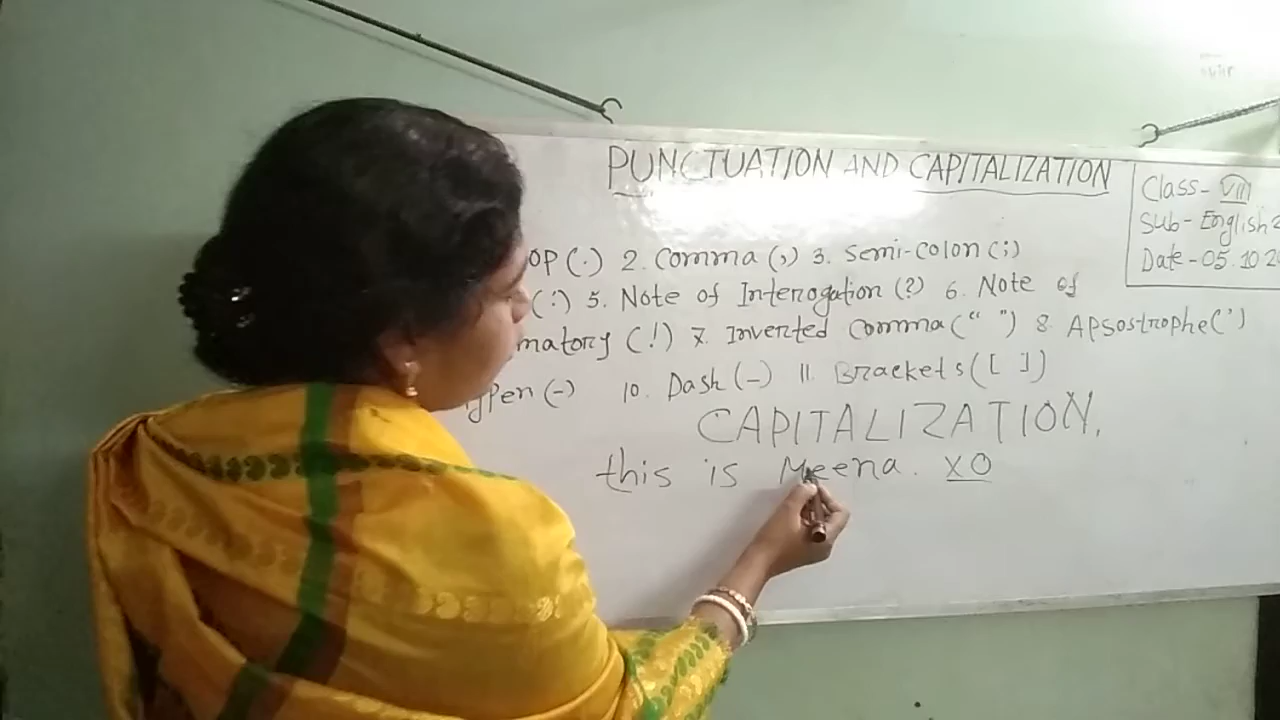 PUNCTUATION AND CAPITALIZATION
Class- VIII
Sub- English 2
Date - 05.10.20
OP (.) 2. Comma (,) 3. Semi-colon (;)
(:) 5. Note of Interogation (?) 6. Note of
matory (!) 7. Inverted comma (“ ”) 8. Apsostrophe (’)
yPen (-) 10. Dash (–) 11. Brackets ([ ])
CAPITALIZATION,
this is Meena. XO